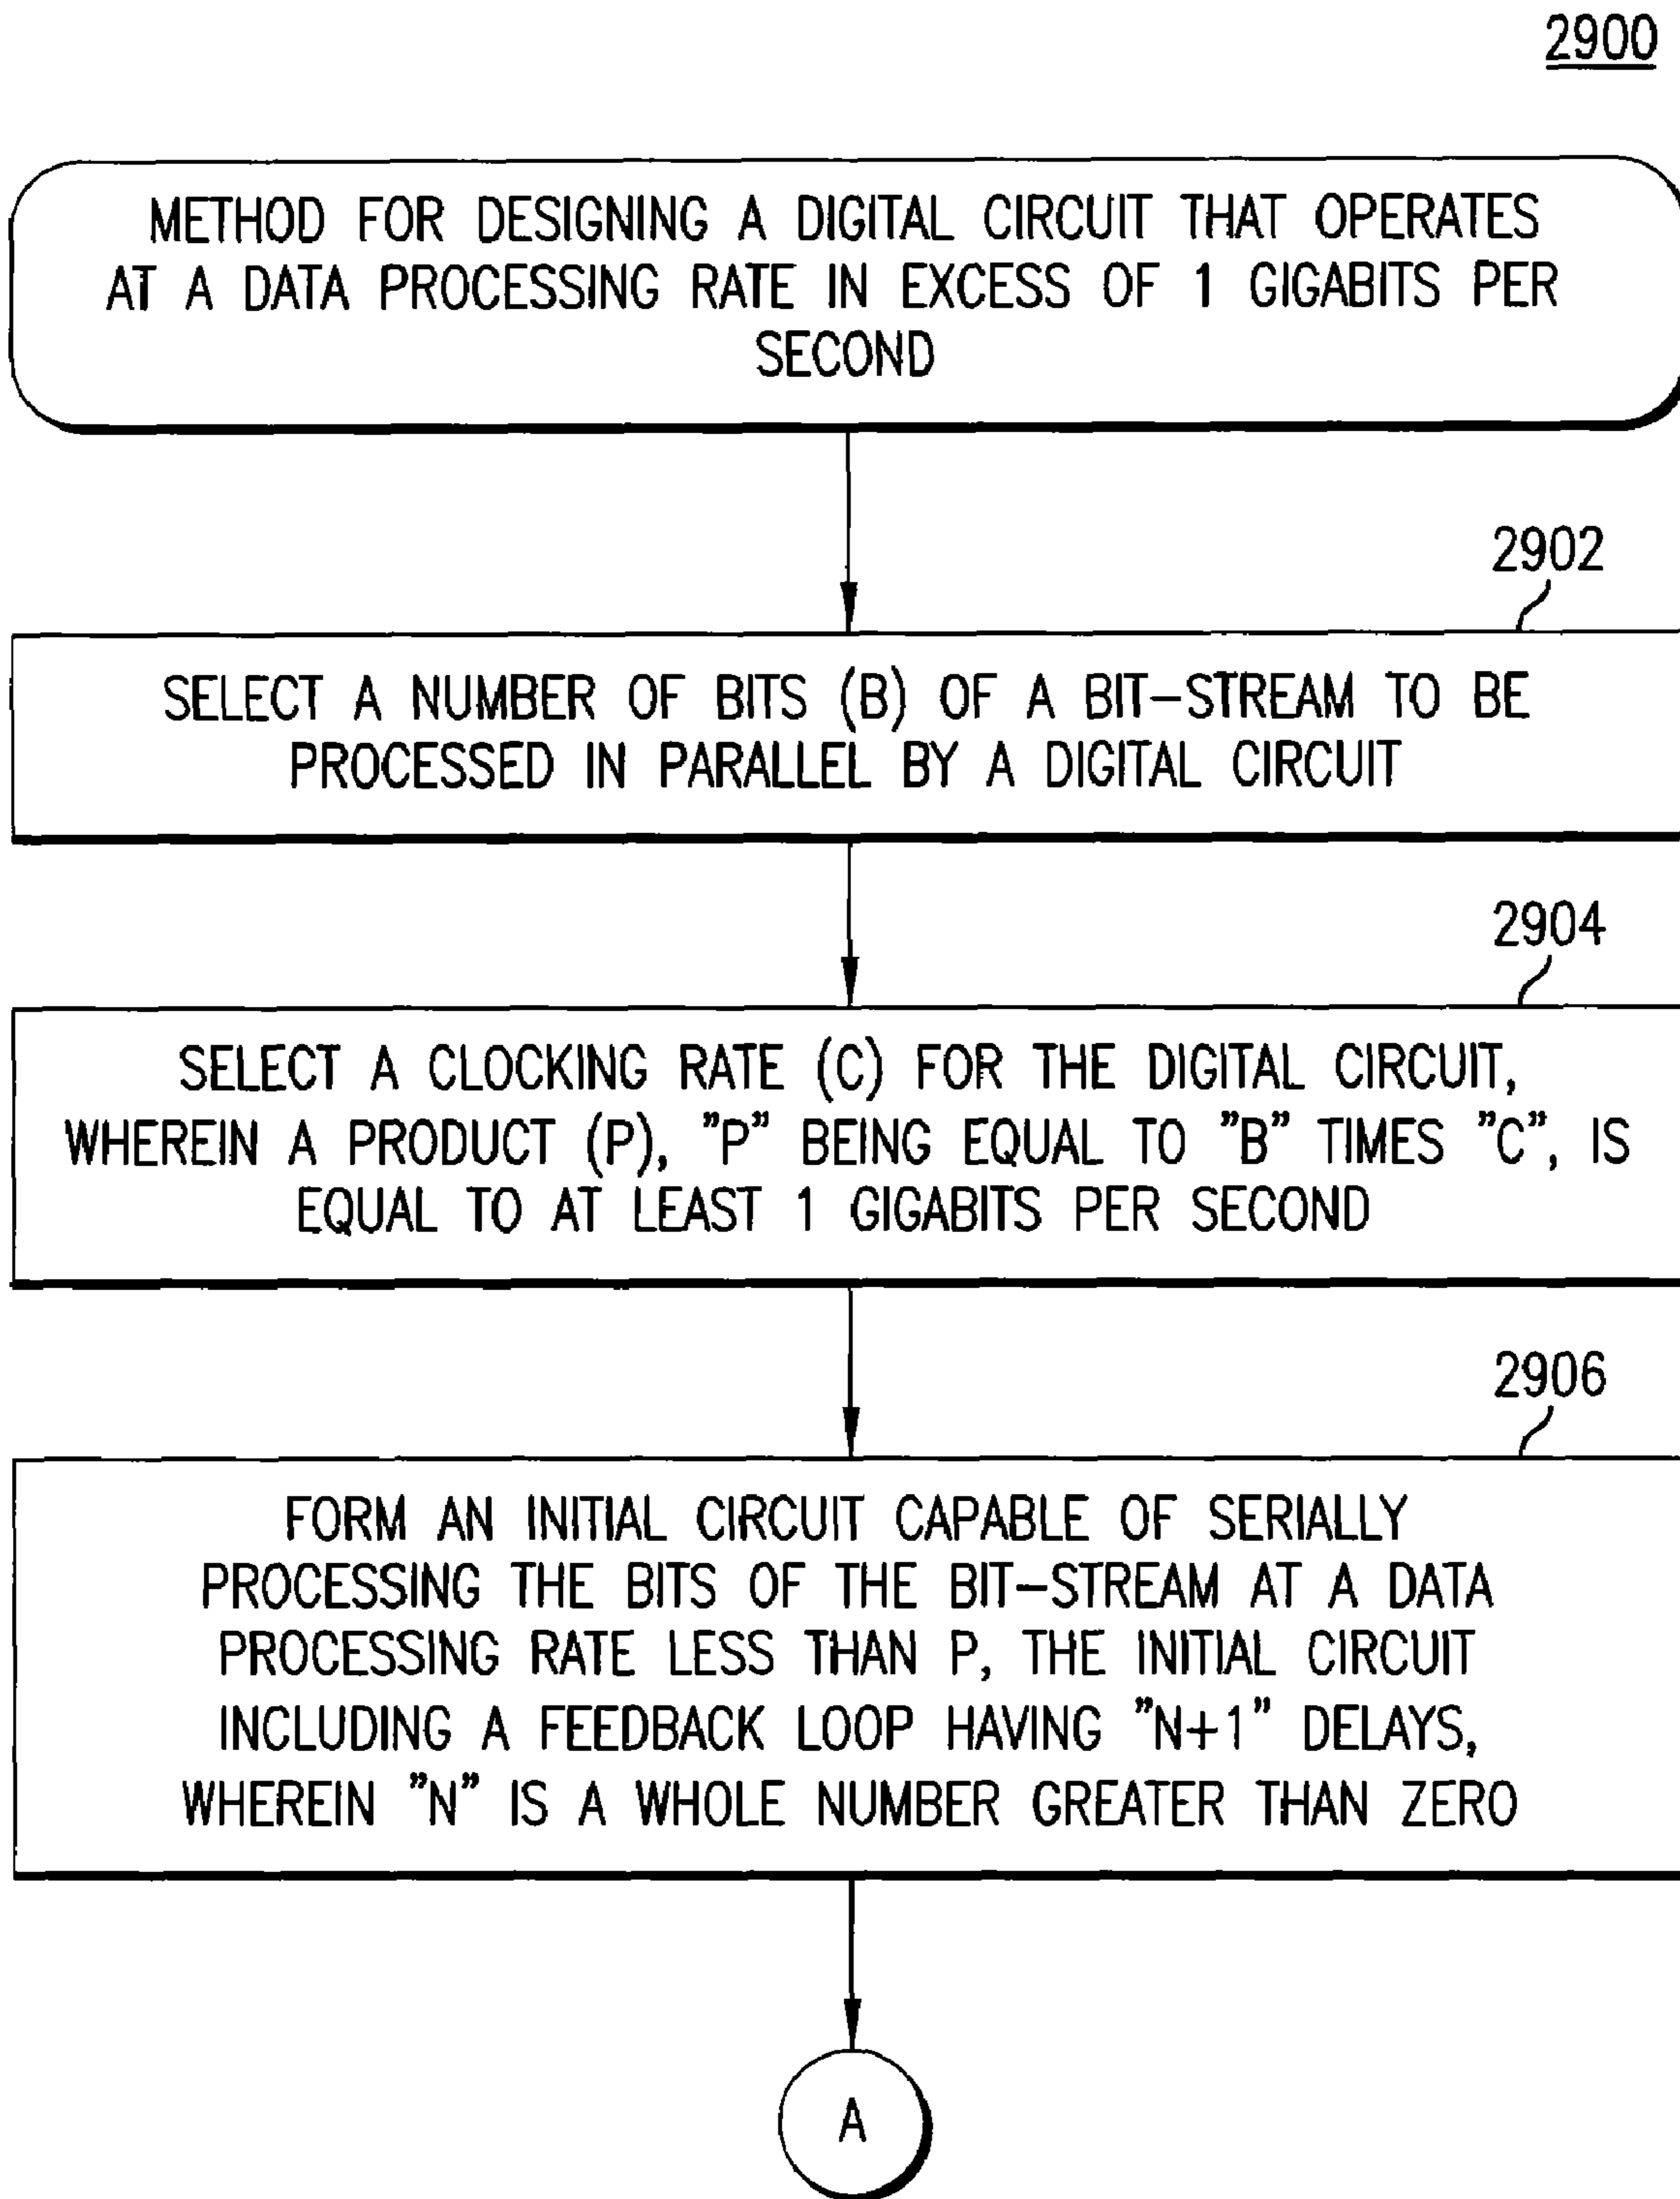 2900
METHOD FOR DESIGNING A DIGITAL CIRCUIT THAT OPERATES
AT A DATA PROCESSING RATE IN EXCESS OF 1 GIGABITS PER
SECOND
2902
SELECT A NUMBER OF BITS (B) OF A BIT-STREAM TO BE
PROCESSED IN PARALLEL BY A DIGITAL CIRCUIT
2904
SELECT A CLOCKING RATE (C) FOR THE DIGITAL CIRCUIT,
WHEREIN A PRODUCT (P), "P" BEING EQUAL TO "B" TIMES "C", IS
EQUAL TO AT LEAST 1 GIGABITS PER SECOND
2906
FORM AN INITIAL CIRCUIT CAPABLE OF SERIALLY
PROCESSING THE BITS OF THE BIT-STREAM AT A DATA
PROCESSING RATE LESS THAN P, THE INITIAL CIRCUIT
INCLUDING A FEEDBACK LOOP HAVING "N+1" DELAYS,
WHEREIN "N" IS A WHOLE NUMBER GREATER THAN ZERO
A